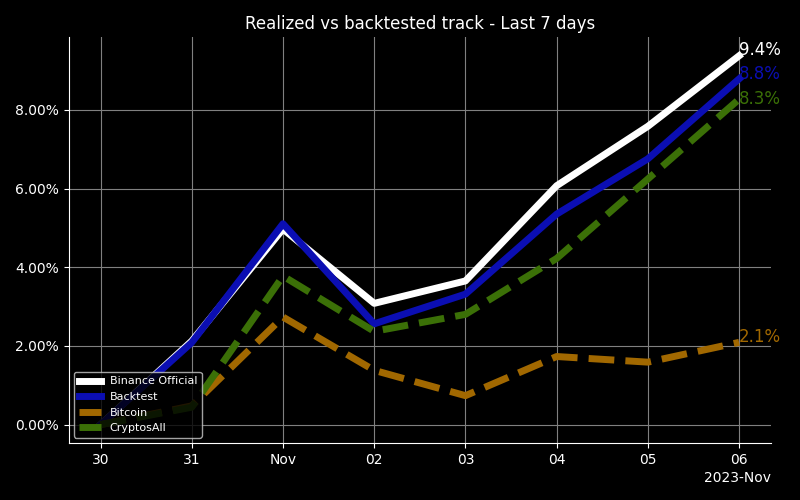 Realized vs backtested track - Last 7 days
9.4%
8.8%
8.3%
8.00%
6.00%
4.00%
2.1%
2.00%
Binance Official
Backtest
Bitcoin
CryptosAll
0.00%
30 31 Nov 02 03 04 05 06
2023-Nov